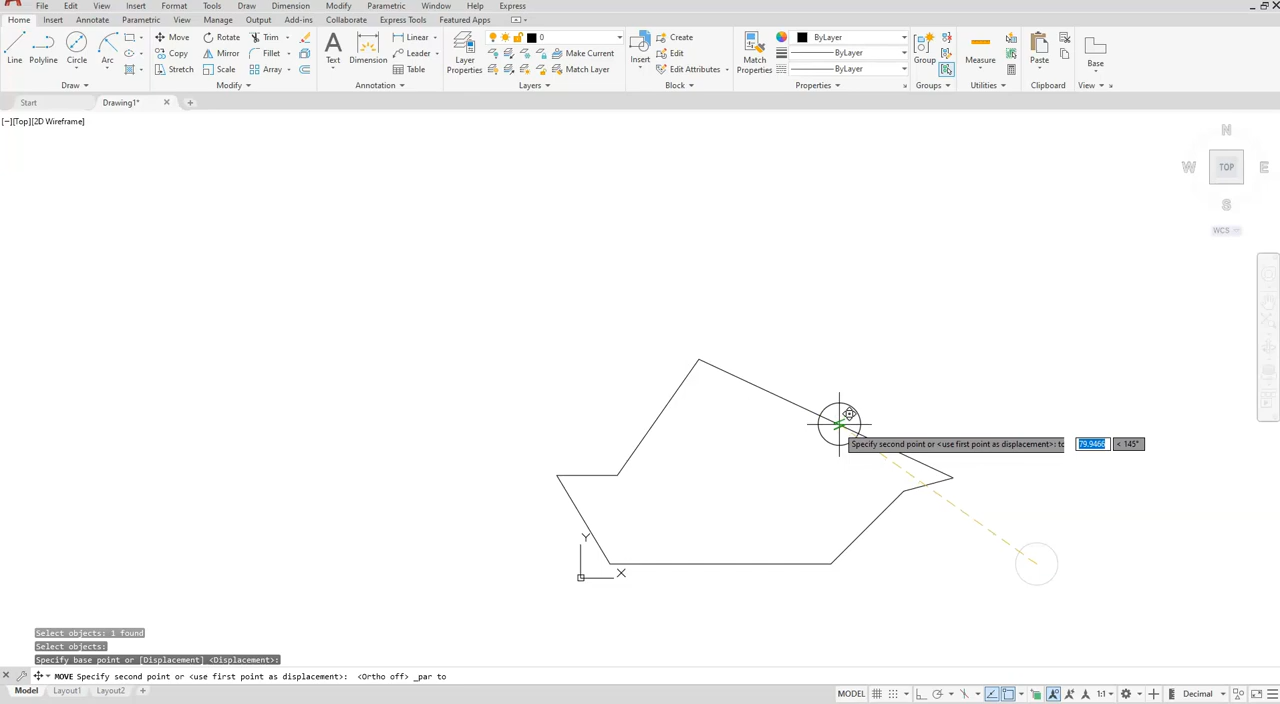 File Edit View Insert Format Tools Draw Dimension Modify Parametric Window Help Express
Home Insert Annotate Parametric View Manage Output Add-ins Collaborate Express Tools Featured Apps
Line Polyline Circle Arc
Move Rotate Trim
Copy Mirror Fillet
Stretch Scale Array
Text Dimension
Linear
Leader
Table
Layer Properties
0
Make Current
Match Layer
Insert
Create
Edit
Edit Attributes
Match Properties
ByLayer
ByLayer
ByLayer
Group
Measure
Paste
Base
Draw Modify Annotation Layers Block Properties Groups Utilities Clipboard View
Start Drawing1*
[−][Top][2D Wireframe]
N
W TOP E
S
WCS
Specify second point or <use first point as displacement>: to 79.9466 < 145°
Y
X
Select objects: 1 found
Select objects:
Specify base point or [Displacement] <Displacement>:
MOVE Specify second point or <use first point as displacement>: <Ortho off> _par to
Model Layout1 Layout2 +
MODEL 1:1 Decimal